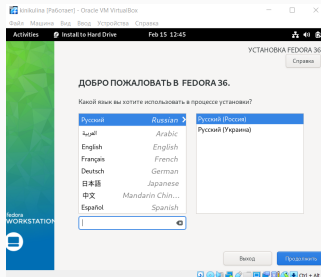 kinikulina [Работает] - Oracle VM VirtualBox
Файл Машина Вид Ввод Устройства Справка
Activities Install to Hard Drive Feb 15 12:45
УСТАНОВКА FEDORA 36
Справка
ДОБРО ПОЖАЛОВАТЬ В FEDORA 36.
Какой язык вы хотите использовать в процессе установки?
Русский Russian
Русский (Россия)
العربية Arabic
Русский (Украина)
English English
Français French
Deutsch German
日本語 Japanese
中文 Mandarin Chin...
Español Spanish
fedora
WORKSTATION
Выход Продолжить
Ctrl + Alt